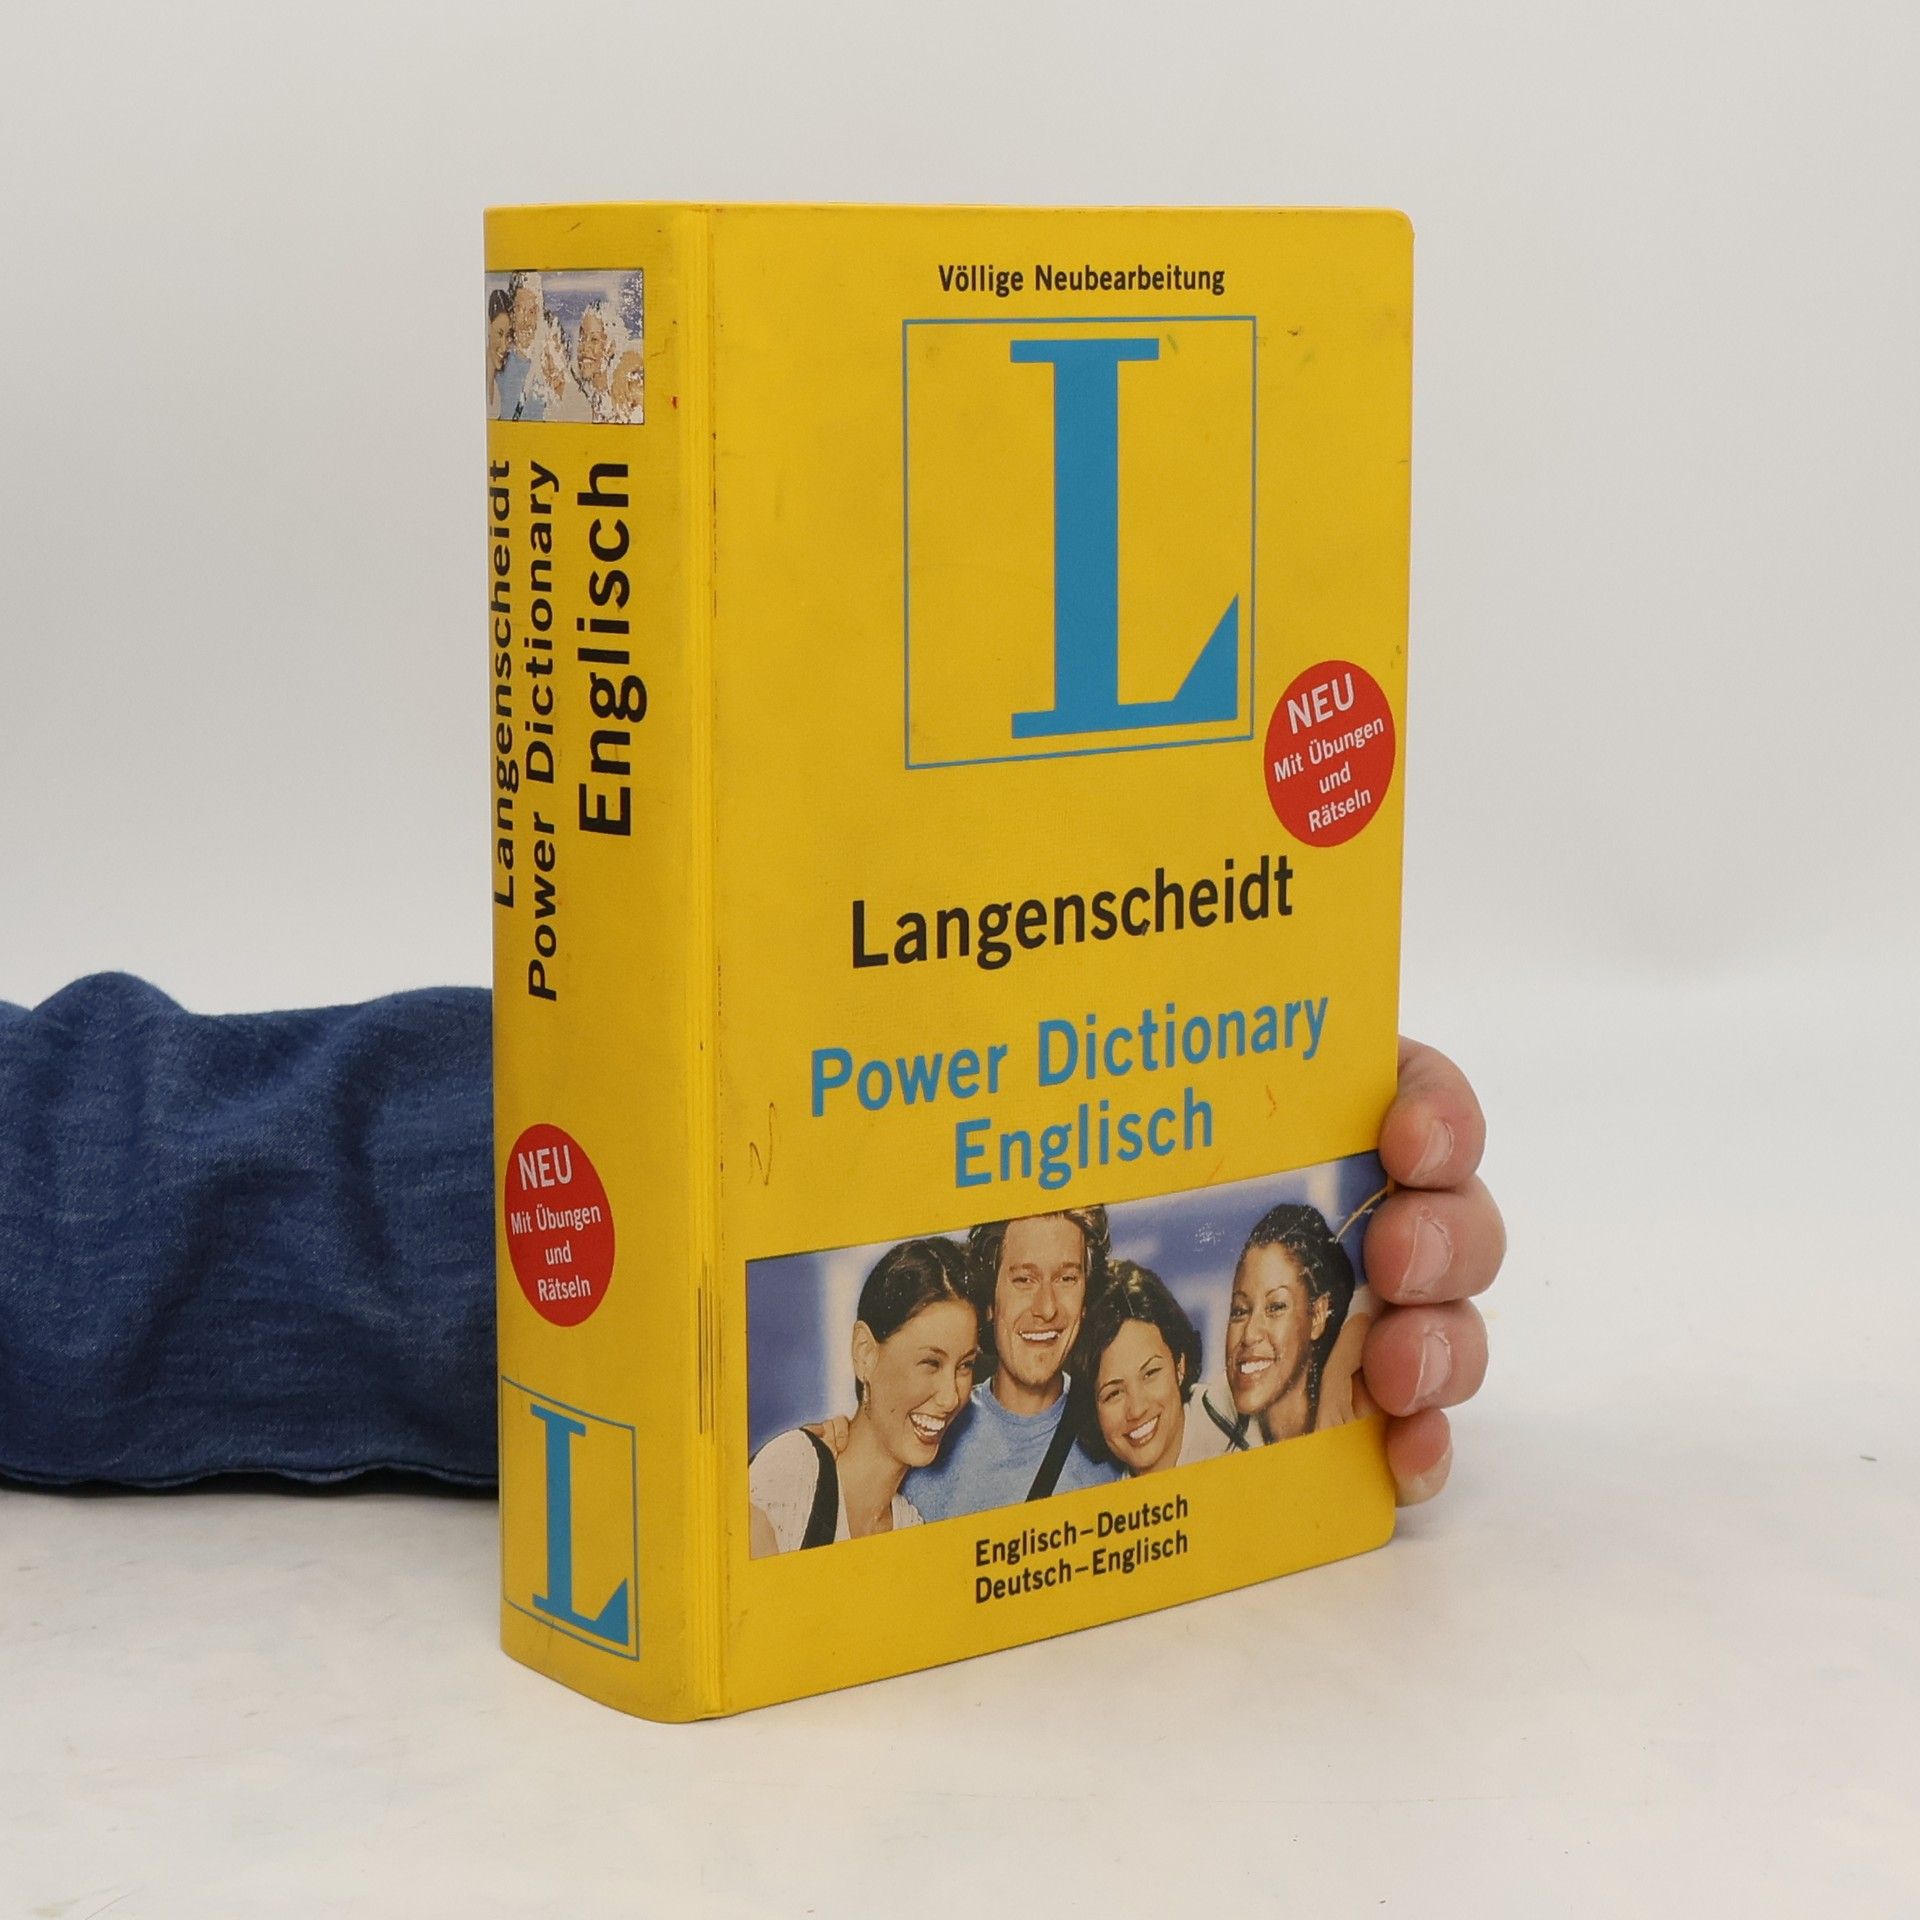 Langenscheidt
Power Dictionary
Englisch
NEU
Mit Übungen
und
Rätseln
L
Völlige Neubearbeitung
L
NEU
Mit Übungen
und
Rätseln
Langenscheidt
Power Dictionary
Englisch
Englisch–Deutsch
Deutsch–Englisch